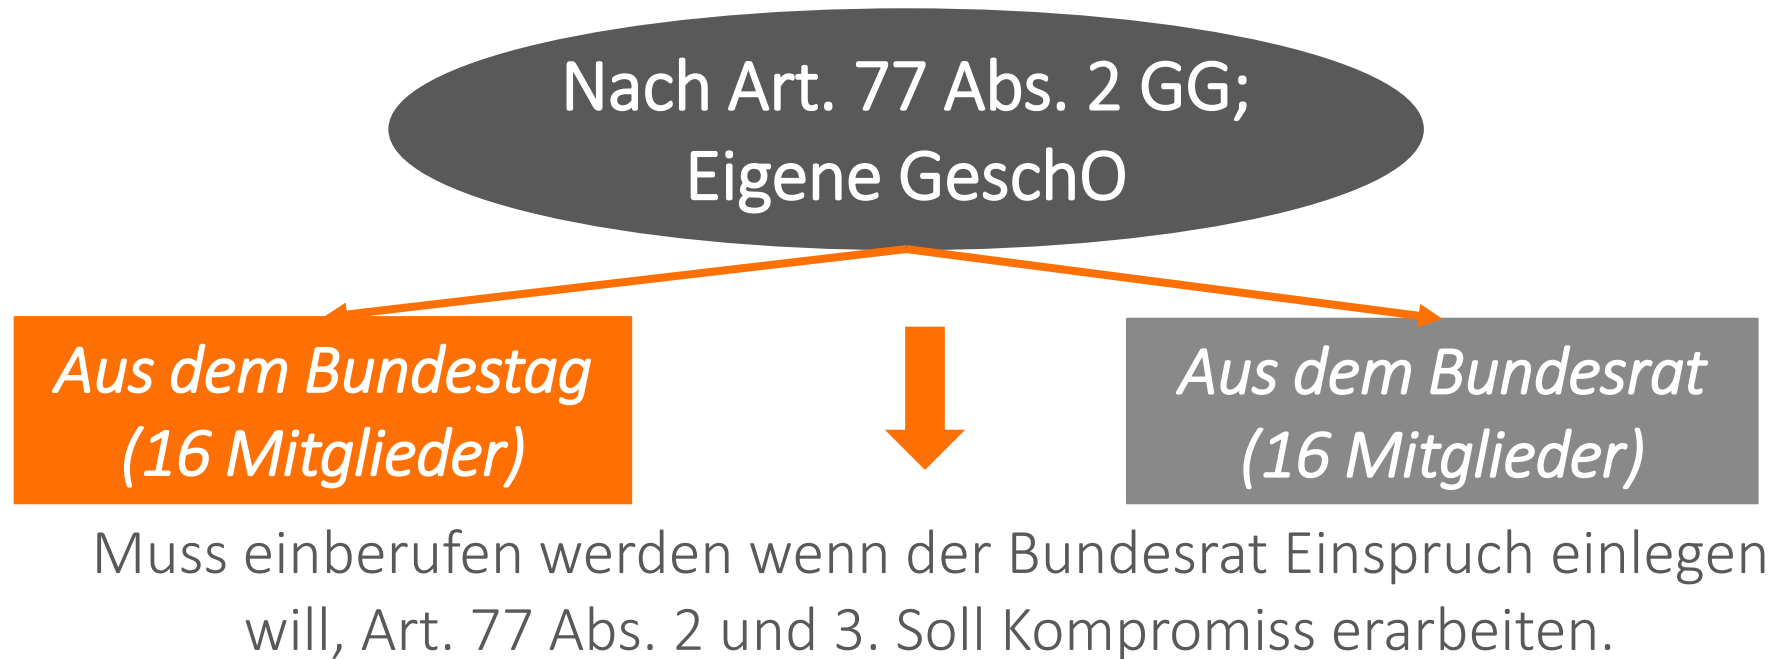 Nach Art. 77 Abs. 2 GG;
Eigene GeschO
Aus dem Bundestag
(16 Mitglieder)
Aus dem Bundesrat
(16 Mitglieder)
Muss einberufen werden wenn der Bundesrat Einspruch einlegen
will, Art. 77 Abs. 2 und 3. Soll Kompromiss erarbeiten.